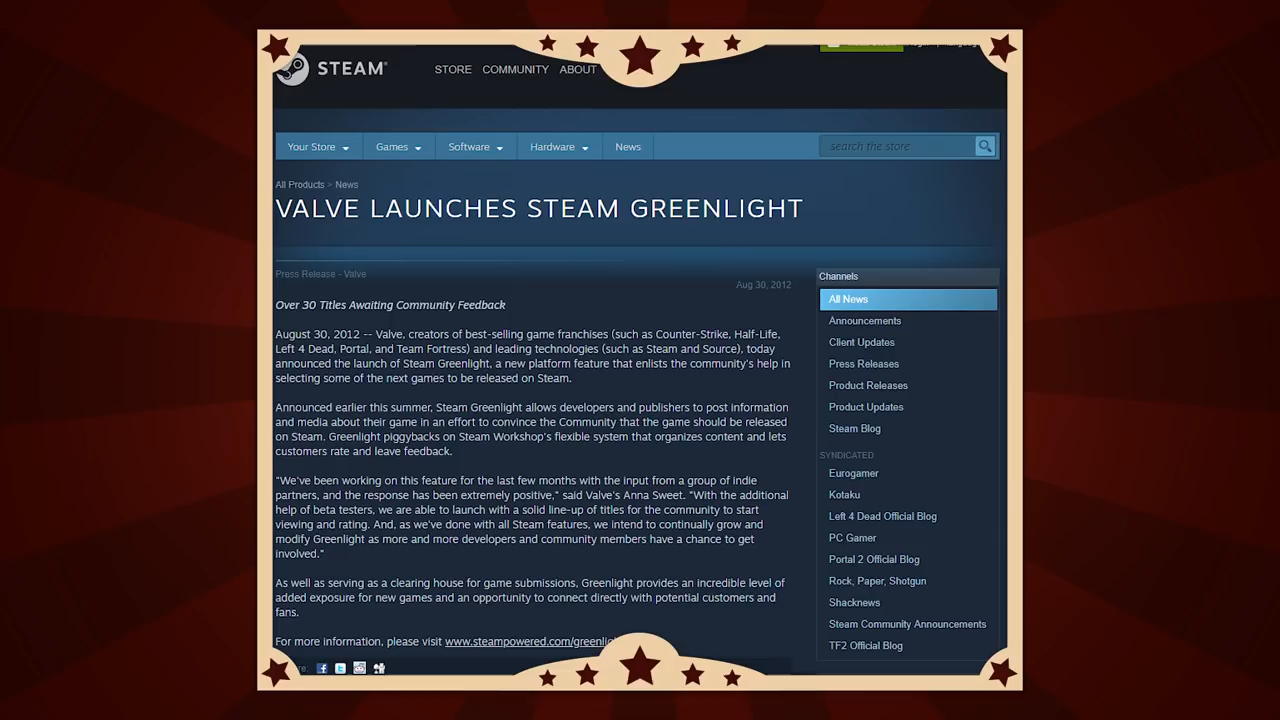 STEAM
STORE COMMUNITY ABOUT
Your Store Games Software Hardware News search the store
All Products > News
VALVE LAUNCHES STEAM GREENLIGHT
Press Release - Valve
Aug 30, 2012
Over 30 Titles Awaiting Community Feedback
August 30, 2012 -- Valve, creators of best-selling game franchises (such as Counter-Strike, Half-Life,
Left 4 Dead, Portal, and Team Fortress) and leading technologies (such as Steam and Source), today
announced the launch of Steam Greenlight, a new platform feature that enlists the community's help in
selecting some of the next games to be released on Steam.
Announced earlier this summer, Steam Greenlight allows developers and publishers to post information
and media about their game in an effort to convince the Community that the game should be released
on Steam. Greenlight piggybacks on Steam Workshop's flexible system that organizes content and lets
customers rate and leave feedback.
"We've been working on this feature for the last few months with the input from a group of indie
partners, and the response has been extremely positive," said Valve's Anna Sweet. "With the additional
help of beta testers, we are able to launch with a solid line-up of titles for the community to start
viewing and rating. And, as we've done with all Steam features, we intend to continually grow and
modify Greenlight as more and more developers and community members have a chance to get
involved."
As well as serving as a clearing house for game submissions, Greenlight provides an incredible level of
added exposure for new games and an opportunity to connect directly with potential customers and
fans.
For more information, please visit
Channels
All News
Announcements
Client Updates
Press Releases
Product Releases
Product Updates
Steam Blog
SYNDICATED
Eurogamer
Kotaku
Left 4 Dead Official Blog
PC Gamer
Portal 2 Official Blog
Rock, Paper, Shotgun
Shacknews
Steam Community Announcements
TF2 Official Blog